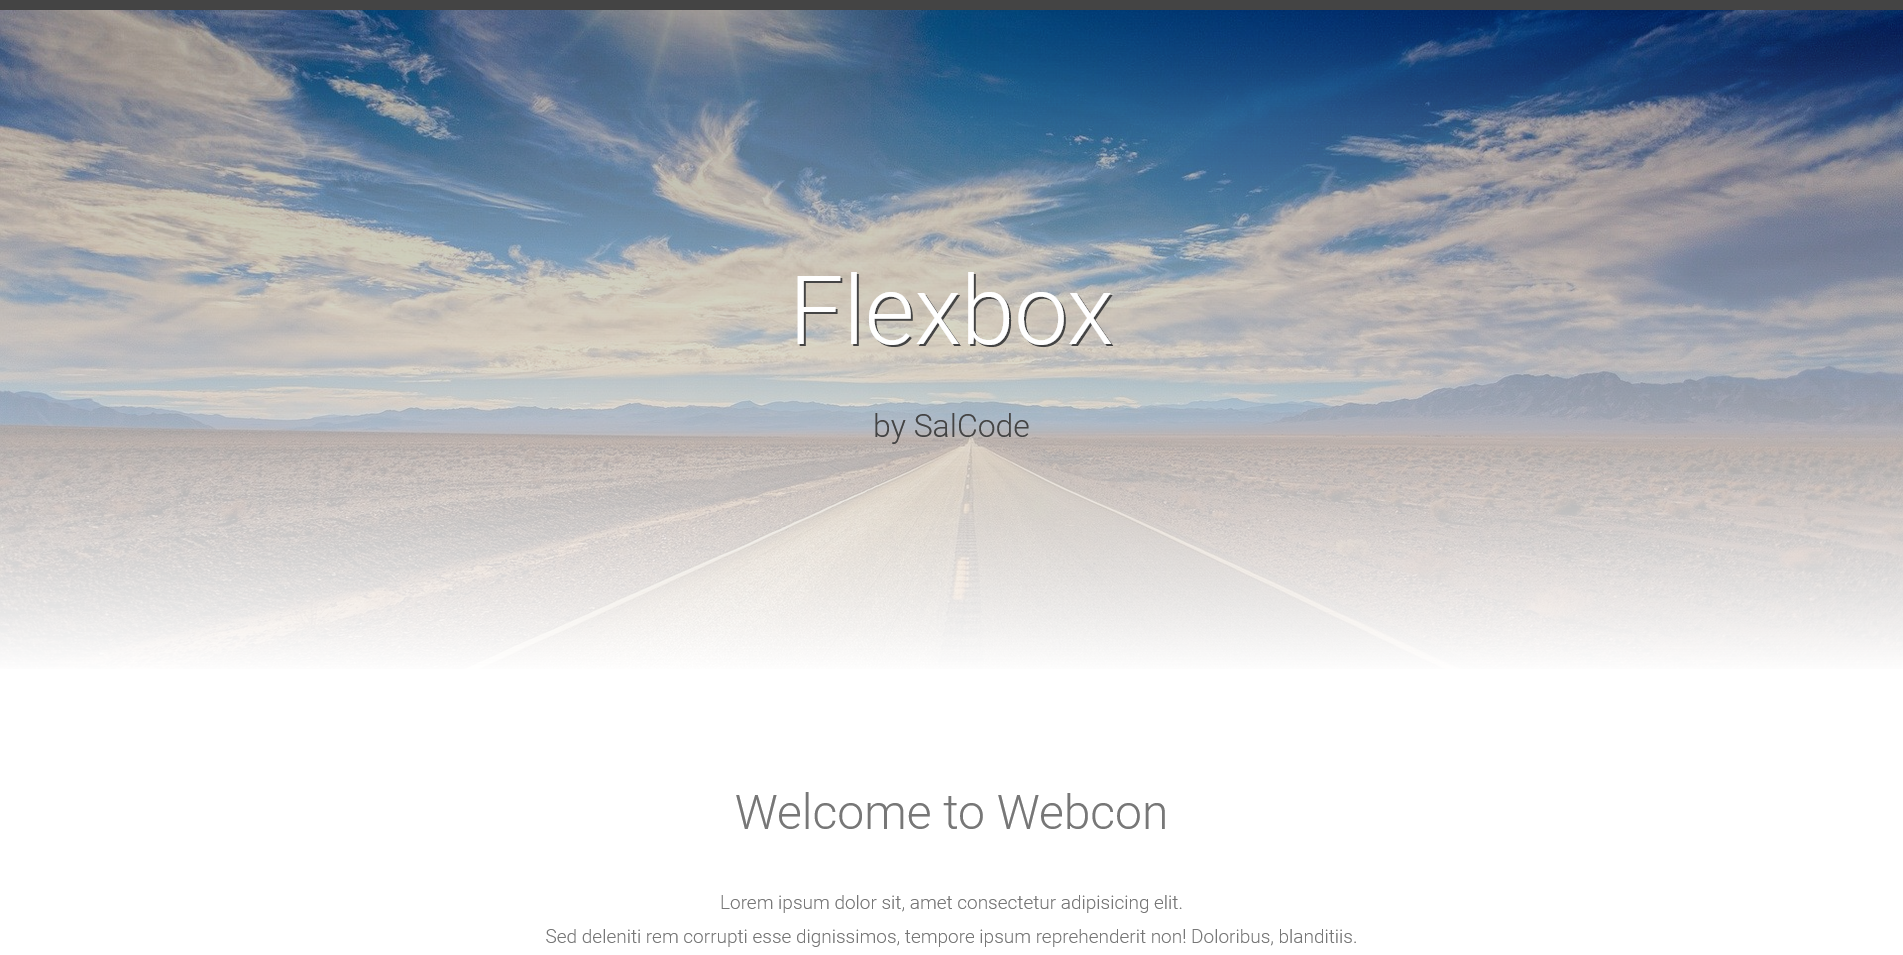 Flexbox
by SalCode
Welcome to Webcon
Lorem ipsum dolor sit, amet consectetur adipisicing elit.
Sed deleniti rem corrupti esse dignissimos, tempore ipsum reprehenderit non! Doloribus, blanditiis.